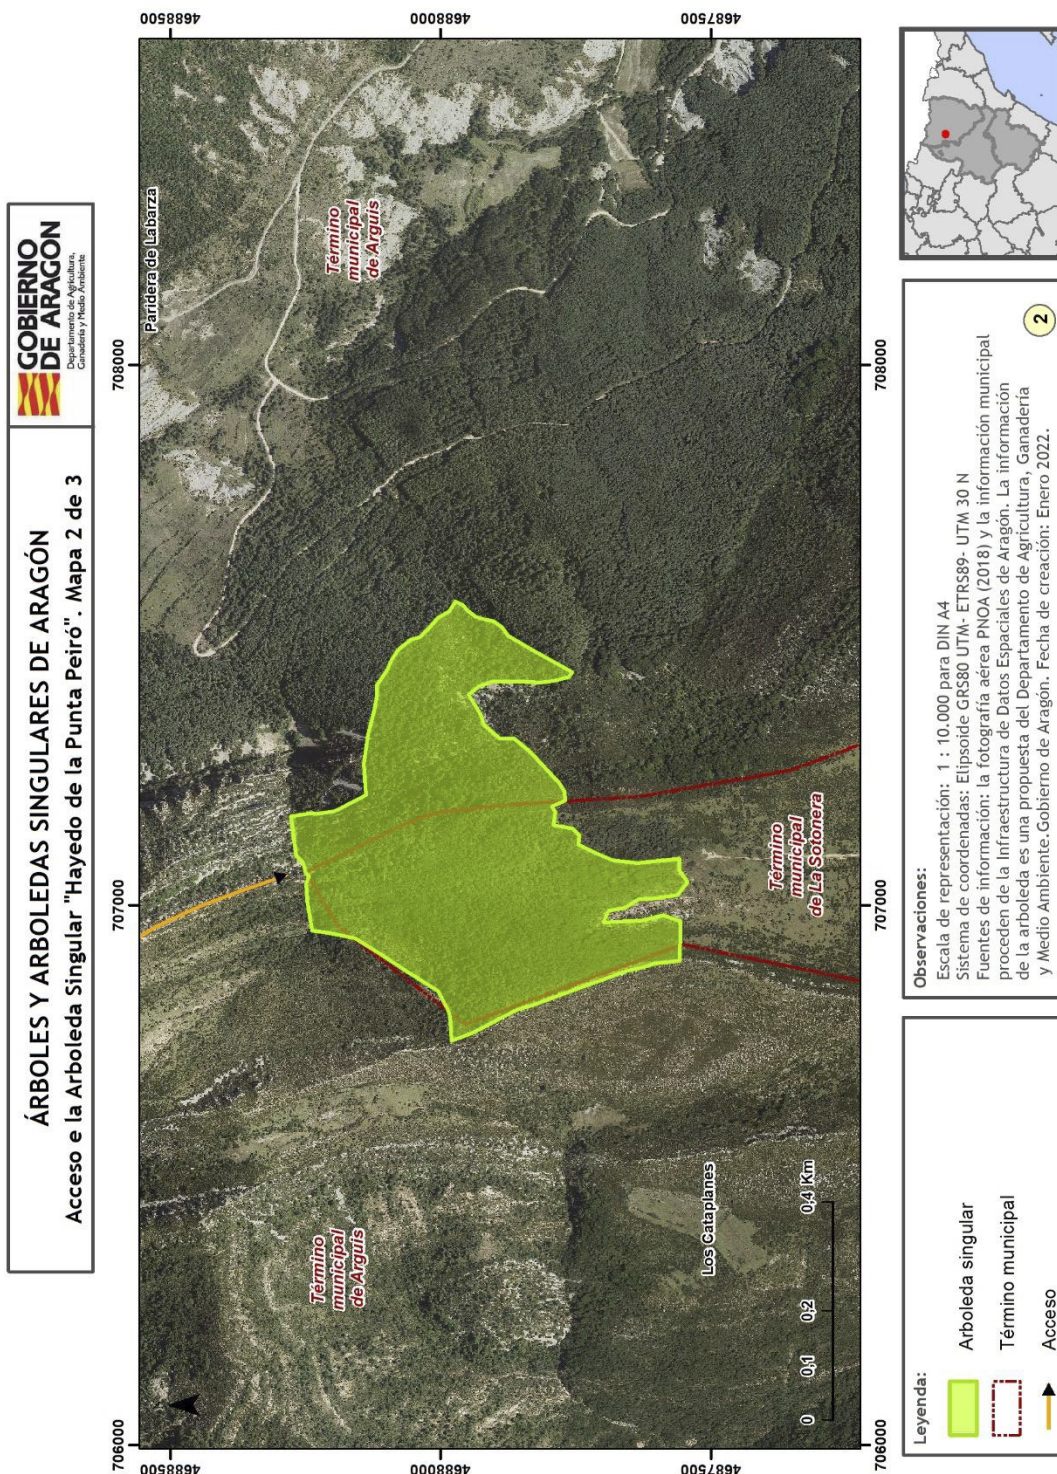 ÁRBOLES Y ARBOLEDAS SINGULARES DE ARAGÓN
Acceso e la Arboleda Singular "Hayedo de la Punta Peiró". Mapa 2 de 3
GOBIERNO
DE ARAGON
Departamento de Agricultura,
Ganadería y Medio Ambiente
706000
707000
708000
4688500
4688500
4688000
4688000
4687500
4687500
706000
707000
708000
Paridera de Labarza
Término
municipal
de Arguis
Término
municipal
de Arguis
Término
municipal
de La Sotonera
Los Cataplanes
0 0,1 0,2 0,4 Km
Leyenda:
Arboleda singular
Término municipal
Acceso
Observaciones:
Escala de representación: 1 : 10.000 para DIN A4
Sistema de coordenadas: Elipsoide GRS80 UTM- ETRS89- UTM 30 N
Fuentes de información: la fotografía aérea PNOA (2018) y la información municipal
proceden de la Infraestructura de Datos Espaciales de Aragón. La información
de la arboleda es una propuesta del Departamento de Agricultura, Ganadería
y Medio Ambiente.Gobierno de Aragón. Fecha de creación: Enero 2022.
2